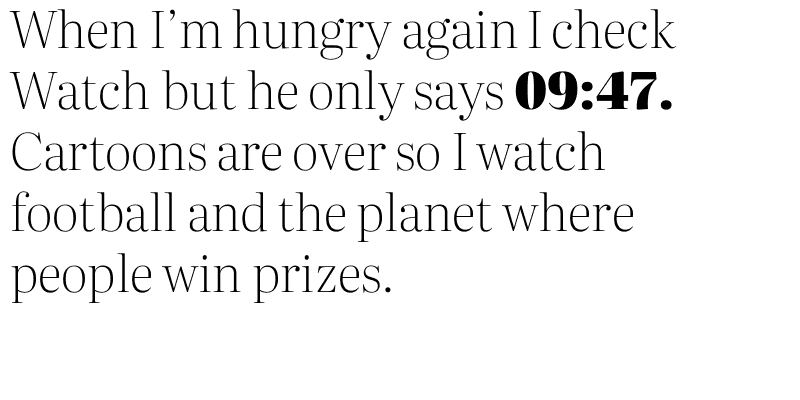 When I’m hungry again I check
Watch but he only says 09:47.
Cartoons are over so I watch
football and the planet where
people win prizes.